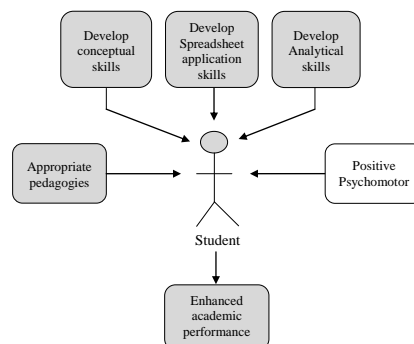 Develop
conceptual
skills
Develop
Spreadsheet
application
skills
Develop
Analytical
skills
Appropriate
pedagogies
Positive
Psychomotor
Student
Enhanced
academic
performance